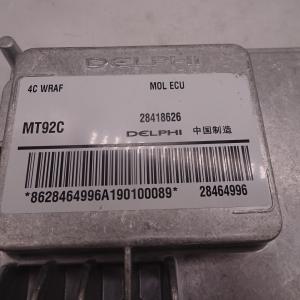 DELPHI
4C WRAF MOL ECU
28418626
MT92C DELPHI 中国制造
*8628464996A190100089* 28464996